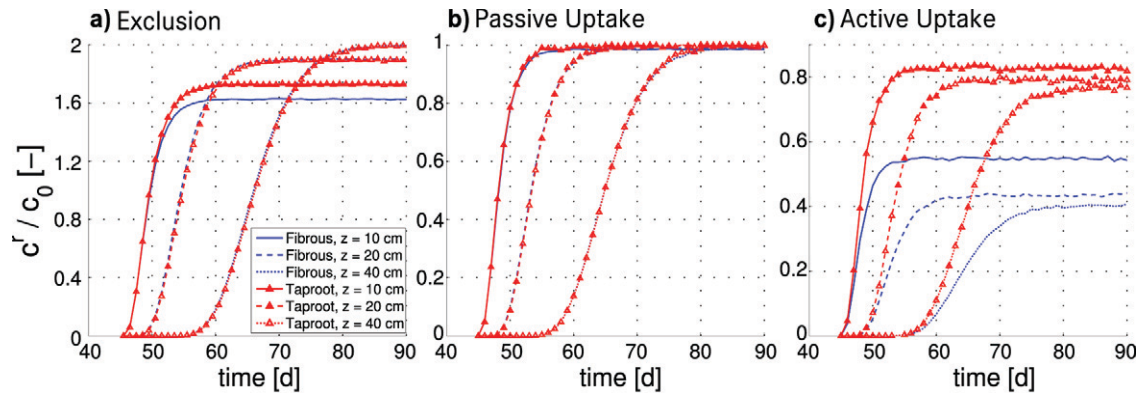 a) Exclusion
b) Passive Uptake
c) Active Uptake
c^r / c_0 [-]
2
1.6
1.2
0.8
0.4
0
40 50 60 70 80 90
time [d]
Fibrous, z = 10 cm
Fibrous, z = 20 cm
Fibrous, z = 40 cm
Taproot, z = 10 cm
Taproot, z = 20 cm
Taproot, z = 40 cm
1
0.8
0.6
0.4
0.2
0
40 50 60 70 80 90
time [d]
0.8
0.6
0.4
0.2
0
40 50 60 70 80 90
time [d]